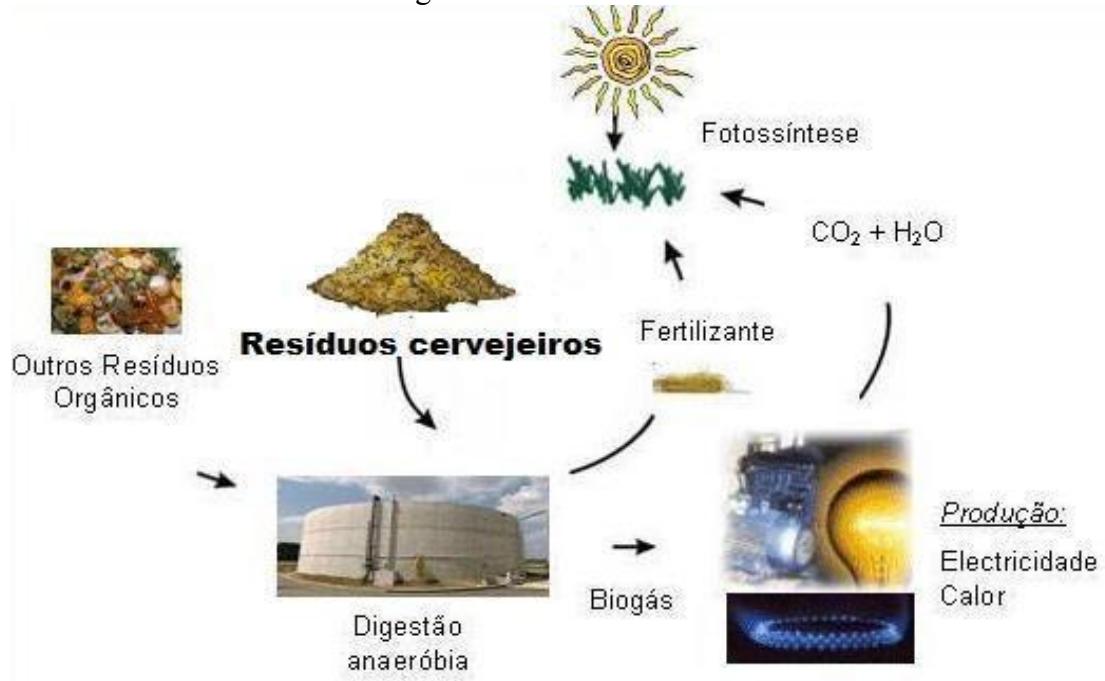 Fotossíntese
CO₂ + H₂O
Resíduos cervejeiros
Fertilizante
Outros Resíduos
Orgânicos
Produção:
Electricidade
Calor
Biogás
Digestão
anaeróbia